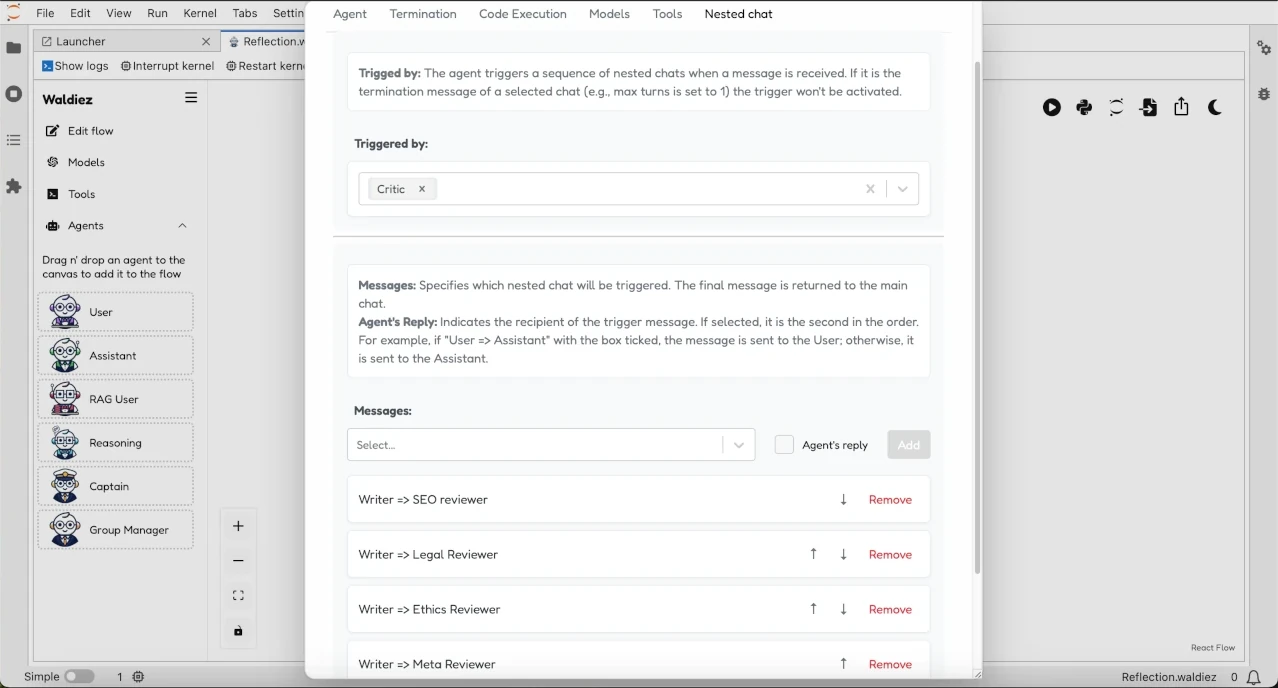 File Edit View Run Kernel Tabs Settin
Agent Termination Code Execution Models Tools Nested chat
Launcher
Reflection.w
Show logs Interrupt kernel Restart kern
Waldiez
Edit flow
Models
Tools
Agents
Drag n' drop an agent to the
canvas to add it to the flow
User
Assistant
RAG User
Reasoning
Captain
Group Manager
Trigged by: The agent triggers a sequence of nested chats when a message is received. If it is the
termination message of a selected chat (e.g., max turns is set to 1) the trigger won't be activated.
Triggered by:
Critic
Messages: Specifies which nested chat will be triggered. The final message is returned to the main
chat.
Agent's Reply: Indicates the recipient of the trigger message. If selected, it is the second in the order.
For example, if "User => Assistant" with the box ticked, the message is sent to the User; otherwise, it
is sent to the Assistant.
Messages:
Select... Agent's reply Add
Writer => SEO reviewer ↓ Remove
Writer => Legal Reviewer ↑ ↓ Remove
Writer => Ethics Reviewer ↑ ↓ Remove
Writer => Meta Reviewer ↑ Remove
React Flow
Simple 1 Reflection.waldiez 0